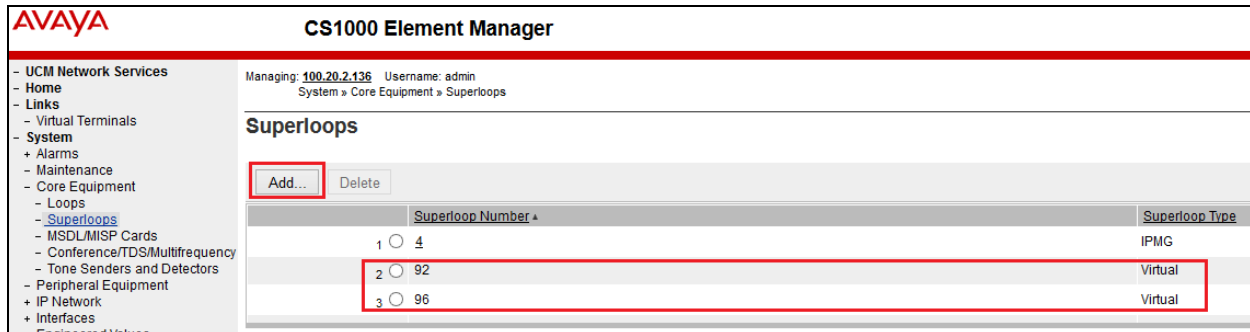 AVAYA
CS1000 Element Manager
- UCM Network Services
- Home
- Links
- Virtual Terminals
- System
+ Alarms
- Maintenance
- Core Equipment
- Loops
- Superloops
- MSDL/MISP Cards
- Conference/TDS/Multifrequency
- Tone Senders and Detectors
- Peripheral Equipment
+ IP Network
+ Interfaces
Managing: 100.20.2.136 Username: admin
System » Core Equipment » Superloops
Superloops
Add... Delete
Superloop Number Superloop Type
1 4 IPMG
2 92 Virtual
3 96 Virtual